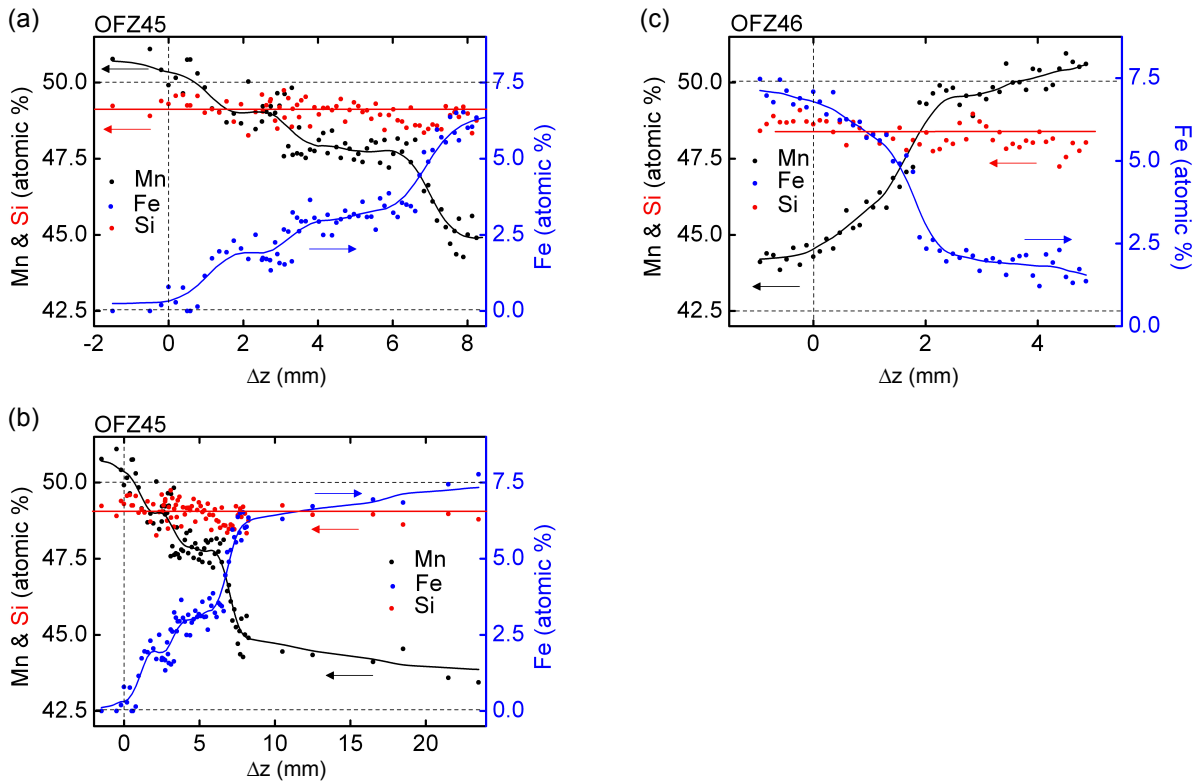 (a)
OFZ45
Mn & Si (atomic %)
50.0
47.5
45.0
42.5
Mn
Fe
Si
7.5
5.0
2.5
0.0
Fe (atomic %)
-2 0 2 4 6 8
Δz (mm)
(c)
OFZ46
Mn & Si (atomic %)
50.0
47.5
45.0
42.5
Mn
Fe
Si
7.5
5.0
2.5
0.0
Fe (atomic %)
0 2 4
Δz (mm)
(b)
OFZ45
Mn & Si (atomic %)
50.0
47.5
45.0
42.5
Mn
Fe
Si
7.5
5.0
2.5
0.0
Fe (atomic %)
0 5 10 15 20
Δz (mm)